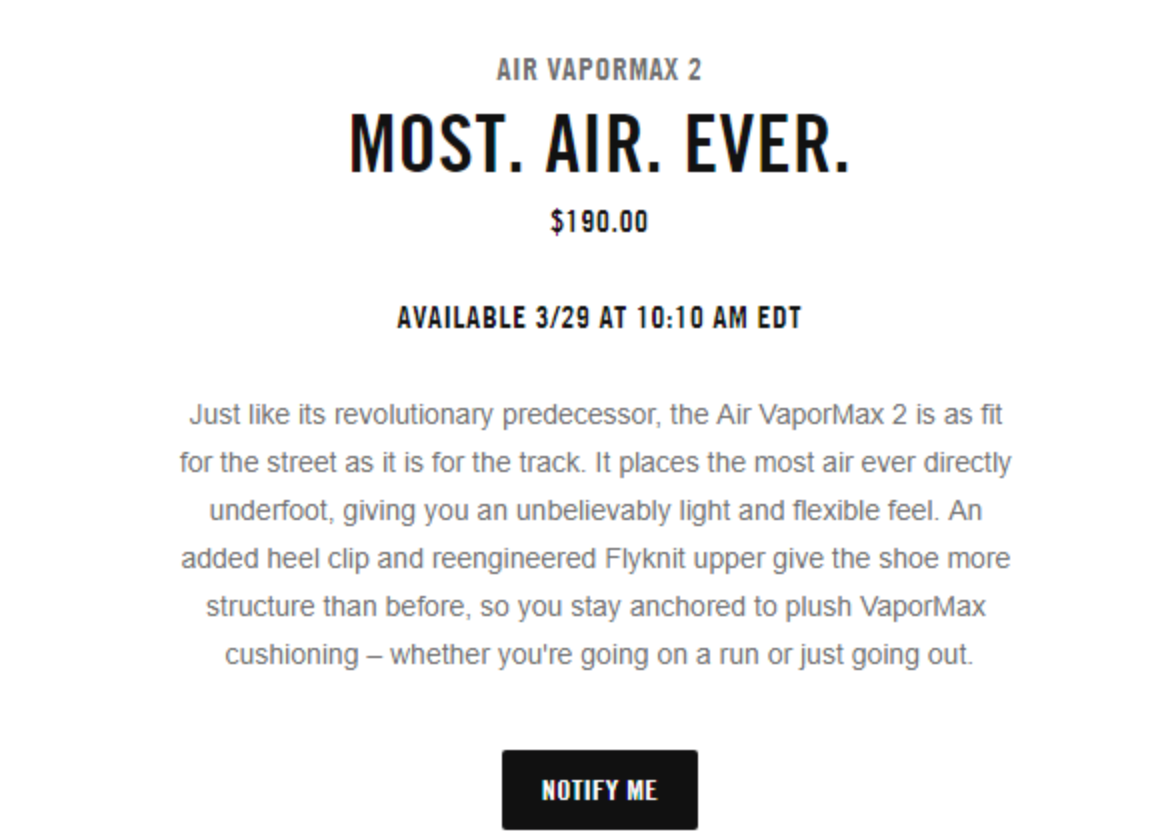 AIR VAPORMAX 2
MOST. AIR. EVER.
$190.00
AVAILABLE 3/29 AT 10:10 AM EDT
Just like its revolutionary predecessor, the Air VaporMax 2 is as fit
for the street as it is for the track. It places the most air ever directly
underfoot, giving you an unbelievably light and flexible feel. An
added heel clip and reengineered Flyknit upper give the shoe more
structure than before, so you stay anchored to plush VaporMax
cushioning – whether you're going on a run or just going out.
NOTIFY ME